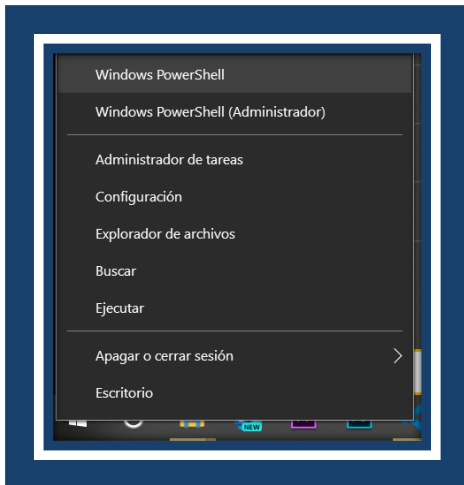 Windows PowerShell
Windows PowerShell (Administrador)
Administrador de tareas
Configuración
Explorador de archivos
Buscar
Ejecutar
Apagar o cerrar sesión
Escritorio
NEW